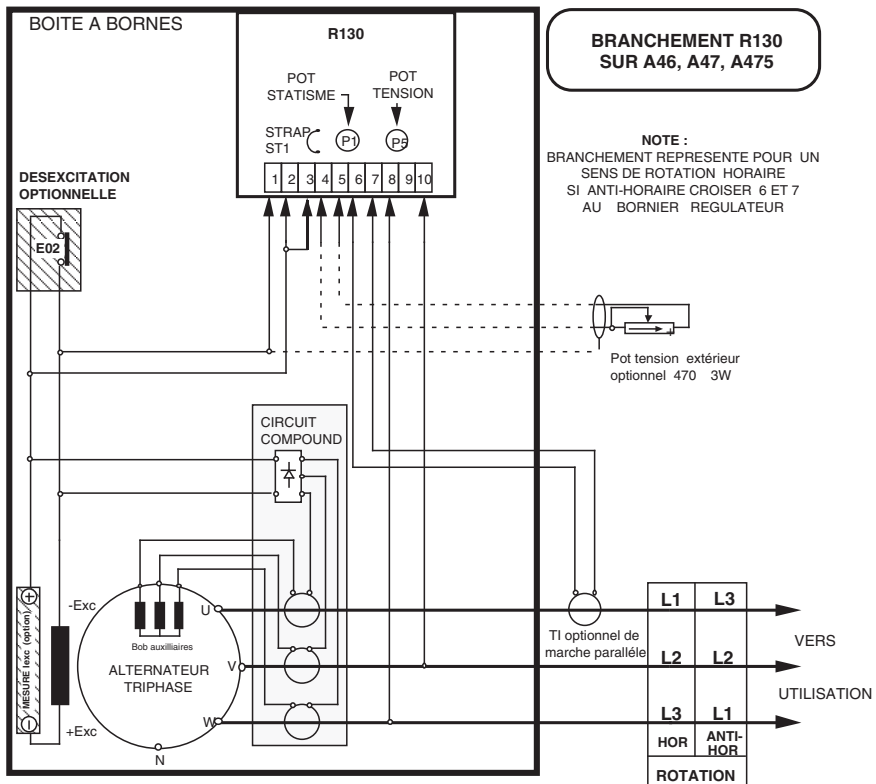 BOITE A BORNES
R130
POT
STATISME
POT
TENSION
STRAP
ST1
P1
P5
1 2 3 4 5 6 7 8 9 10
BRANCHEMENT R130
SUR A46, A47, A475
NOTE :
BRANCHEMENT REPRESENTE POUR UN
SENS DE ROTATION HORAIRE
SI ANTI-HORAIRE CROISER 6 ET 7
AU BORNIER REGULATEUR
DESEXCITATION
OPTIONNELLE
E02
+
Pot tension extérieur
optionnel 470 3W
CIRCUIT
COMPOUND
MESURE Iexc (option)
+
-
-Exc
+Exc
Bob auxilliaires
ALTERNATEUR
TRIPHASE
U
V
W
N
TI optionnel de
marche paralléle
L1 L3
L2 L2
L3 L1
HOR ANTI-
HOR
ROTATION
VERS
UTILISATION